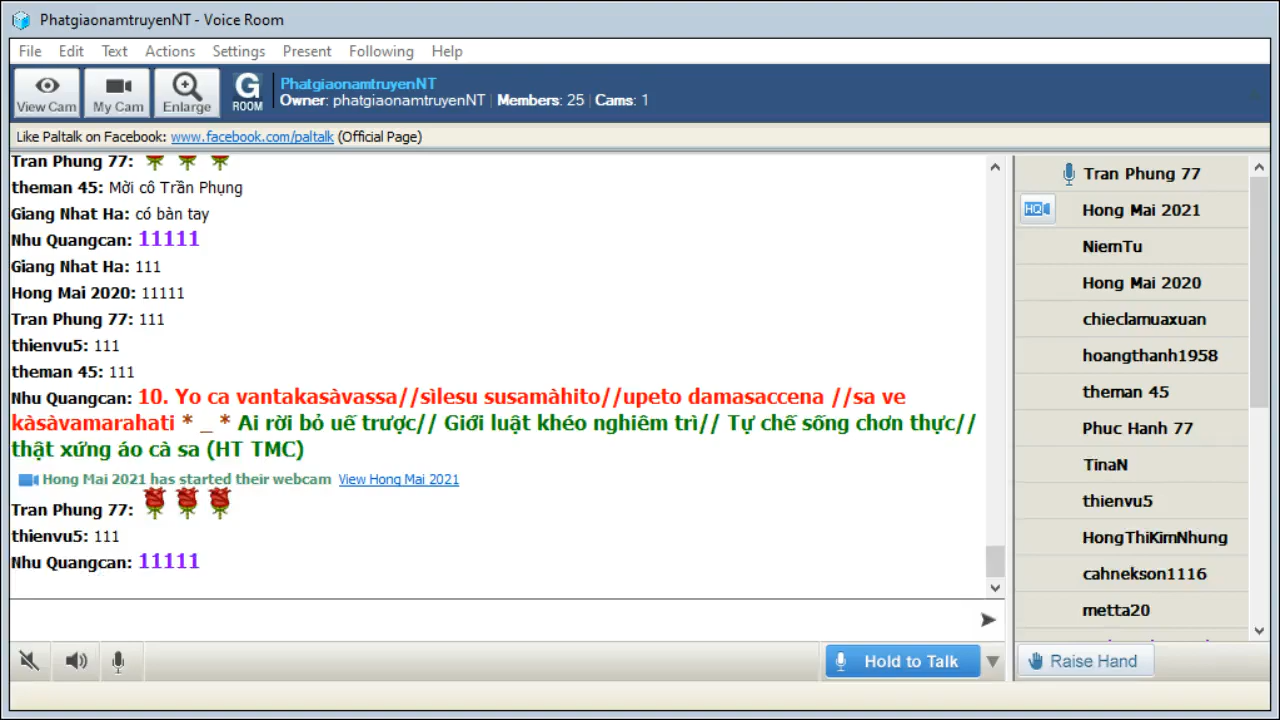 PhatgiaonamtruyenNT - Voice Room
File Edit Text Actions Settings Present Following Help
View Cam My Cam Enlarge G ROOM
PhatgiaonamtruyenNT
Owner: phatgiaonamtruyenNT | Members: 25 | Cams: 1
Like Paltalk on Facebook: www.facebook.com/paltalk (Official Page)
Tran Phung 77:
theman 45: Mời cô Trần Phụng
Giang Nhat Ha: có bàn tay
Nhu Quangcan: 11111
Giang Nhat Ha: 111
Hong Mai 2020: 11111
Tran Phung 77: 111
thienvu5: 111
theman 45: 111
Nhu Quangcan: 10. Yo ca vantakasàvassa//sìlesu susamàhito//upeto damasaccena //sa ve
kàsàvamarahati * _ * Ai rời bỏ uế trược// Giới luật khéo nghiêm trì// Tự chế sống chơn thực//
thật xứng áo cà sa (HT TMC)
Hong Mai 2021 has started their webcam View Hong Mai 2021
Tran Phung 77:
thienvu5: 111
Nhu Quangcan: 11111
Hold to Talk
Tran Phung 77
HQ Hong Mai 2021
NiemTu
Hong Mai 2020
chieclamuaxuan
hoangthanh1958
theman 45
Phuc Hanh 77
TinaN
thienvu5
HongThiKimNhung
cahnekson1116
metta20
Raise Hand